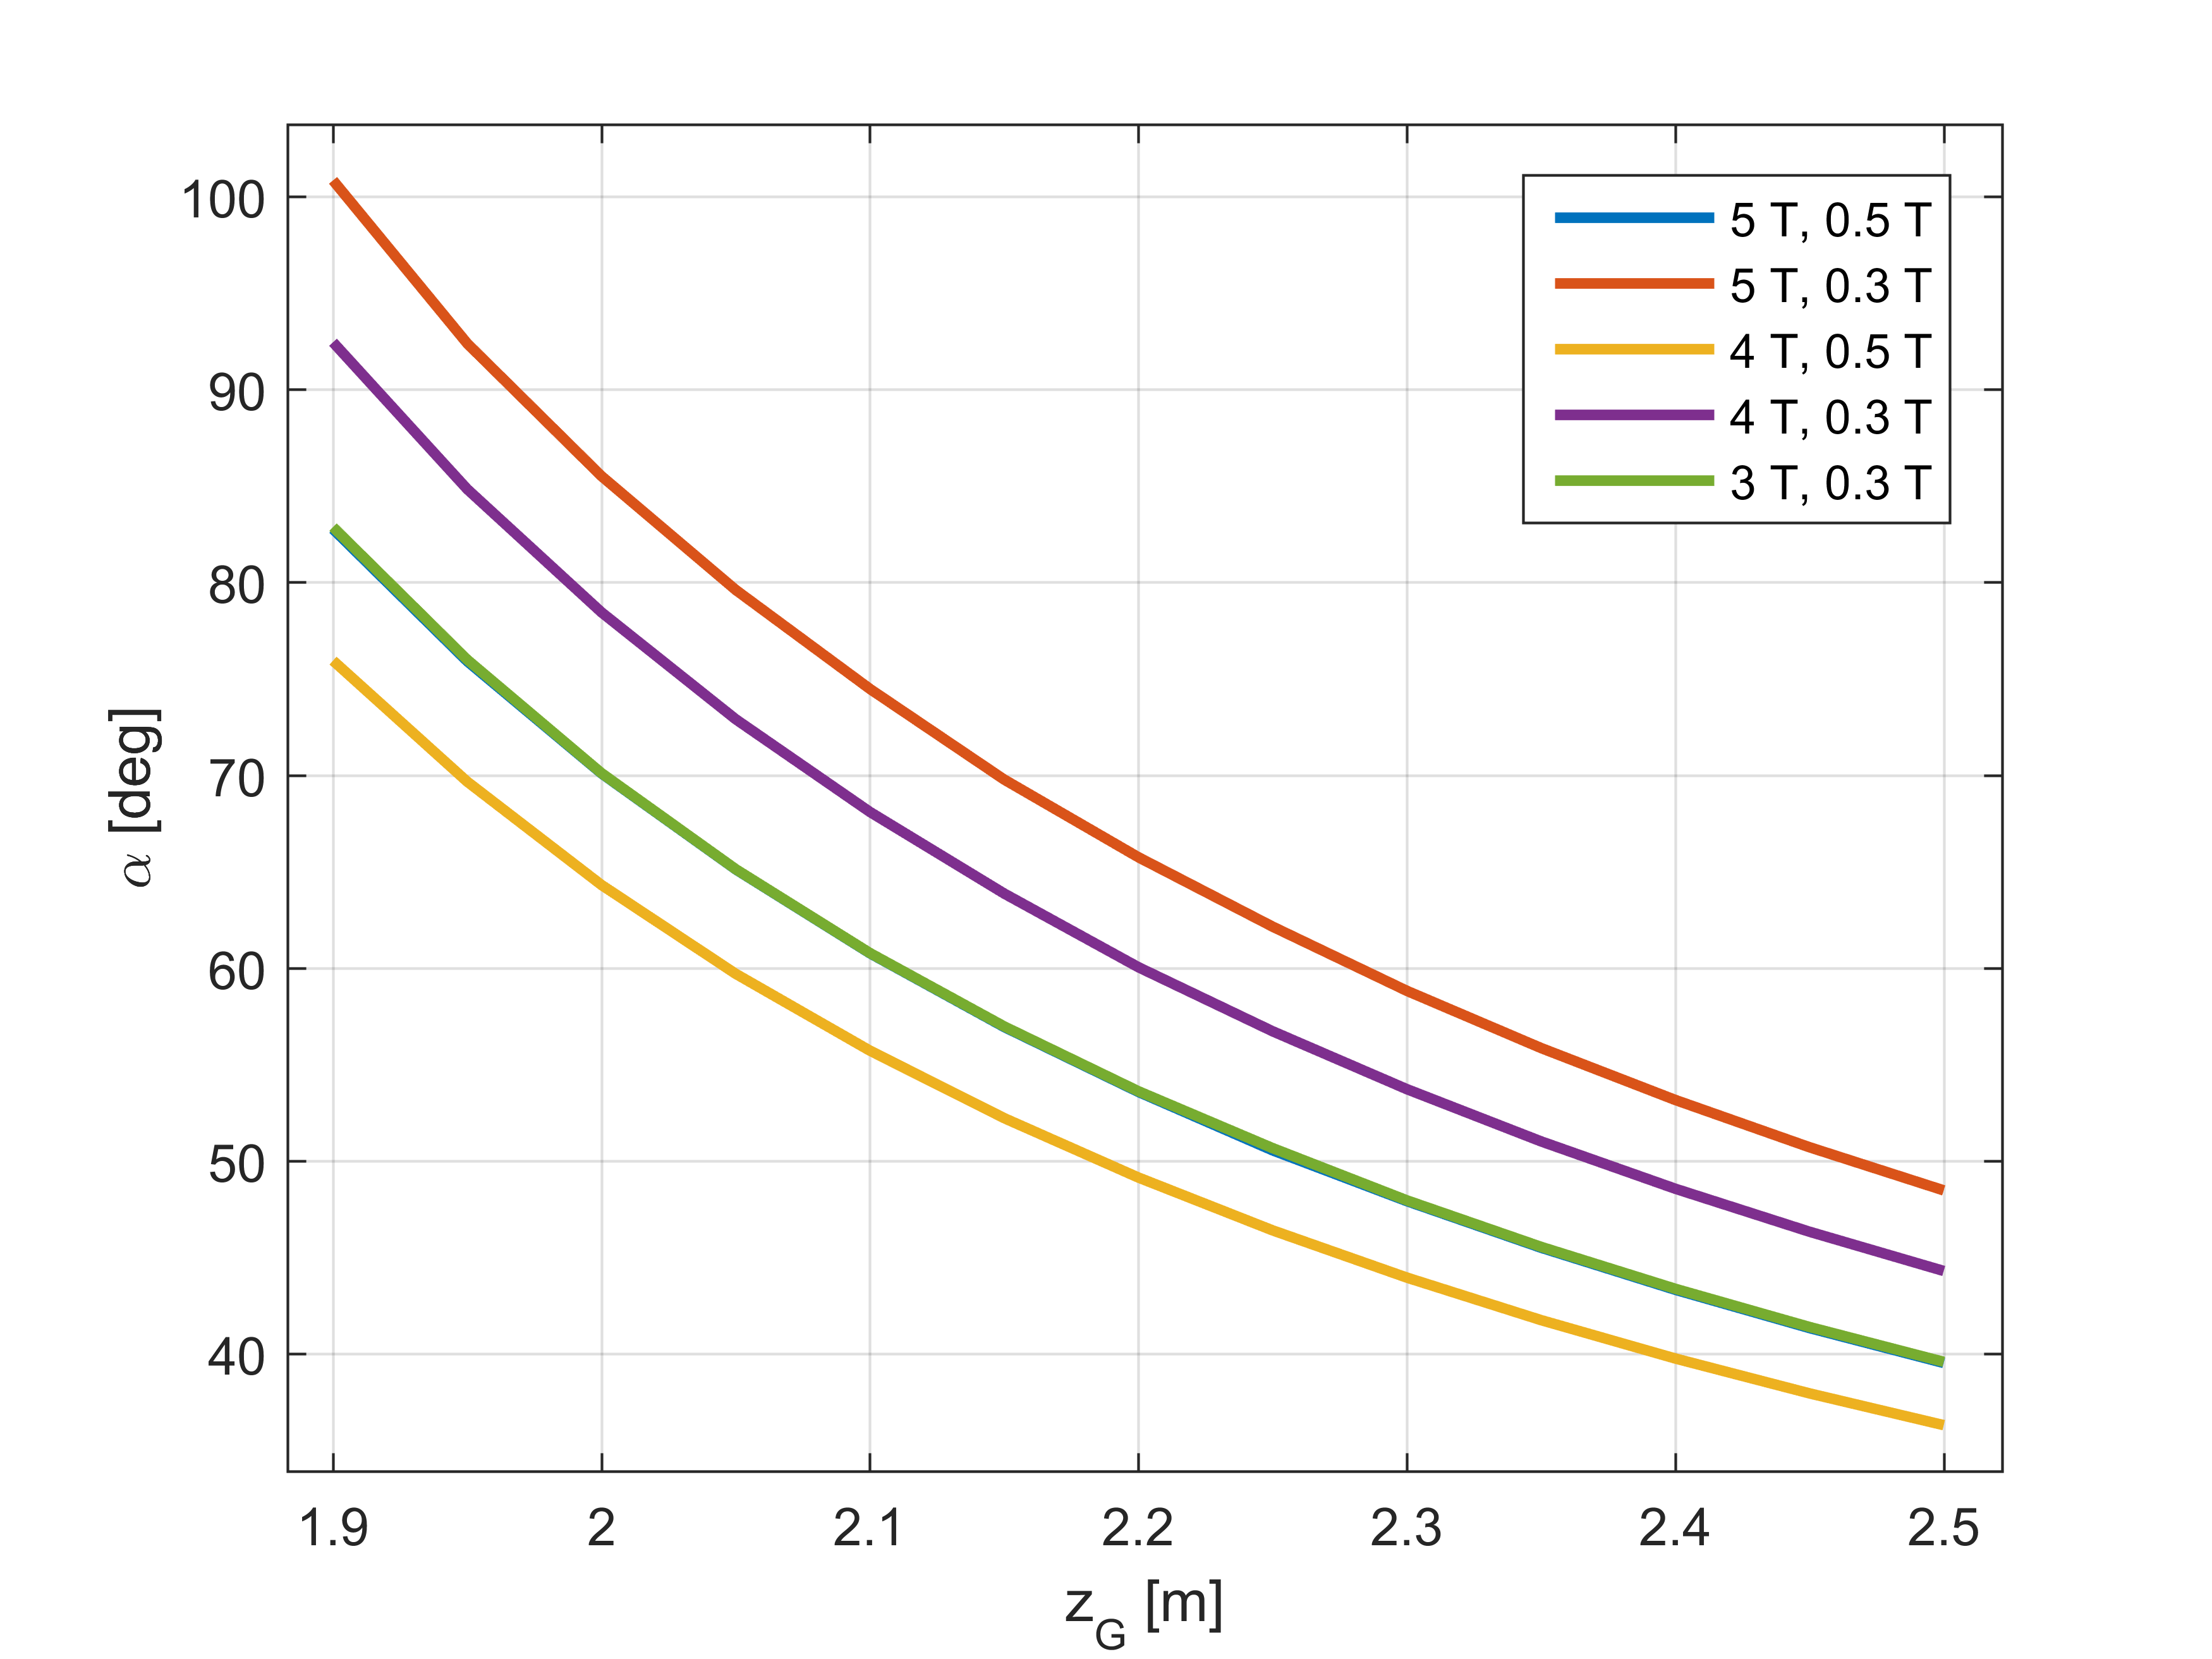 100
90
80
70
60
50
40
α [deg]
5 T, 0.5 T
5 T, 0.3 T
4 T, 0.5 T
4 T, 0.3 T
3 T, 0.3 T
1.9 2 2.1 2.2 2.3 2.4 2.5
z_G [m]